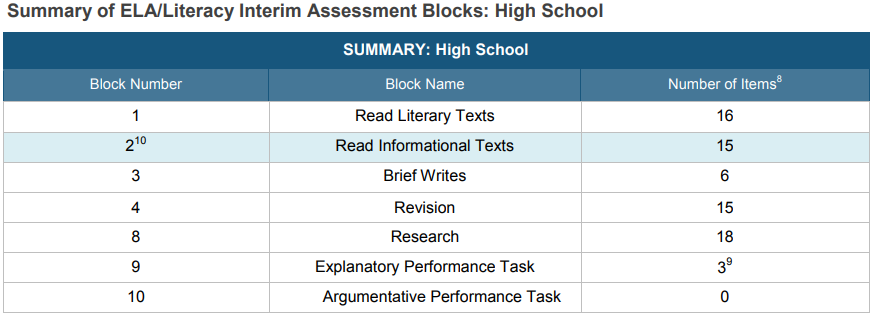 Summary of ELA/Literacy Interim Assessment Blocks: High School
SUMMARY: High School
Block Number Block Name Number of Items⁸
1 Read Literary Texts 16
2¹⁰ Read Informational Texts 15
3 Brief Writes 6
4 Revision 15
8 Research 18
9 Explanatory Performance Task 3⁹
10 Argumentative Performance Task 0